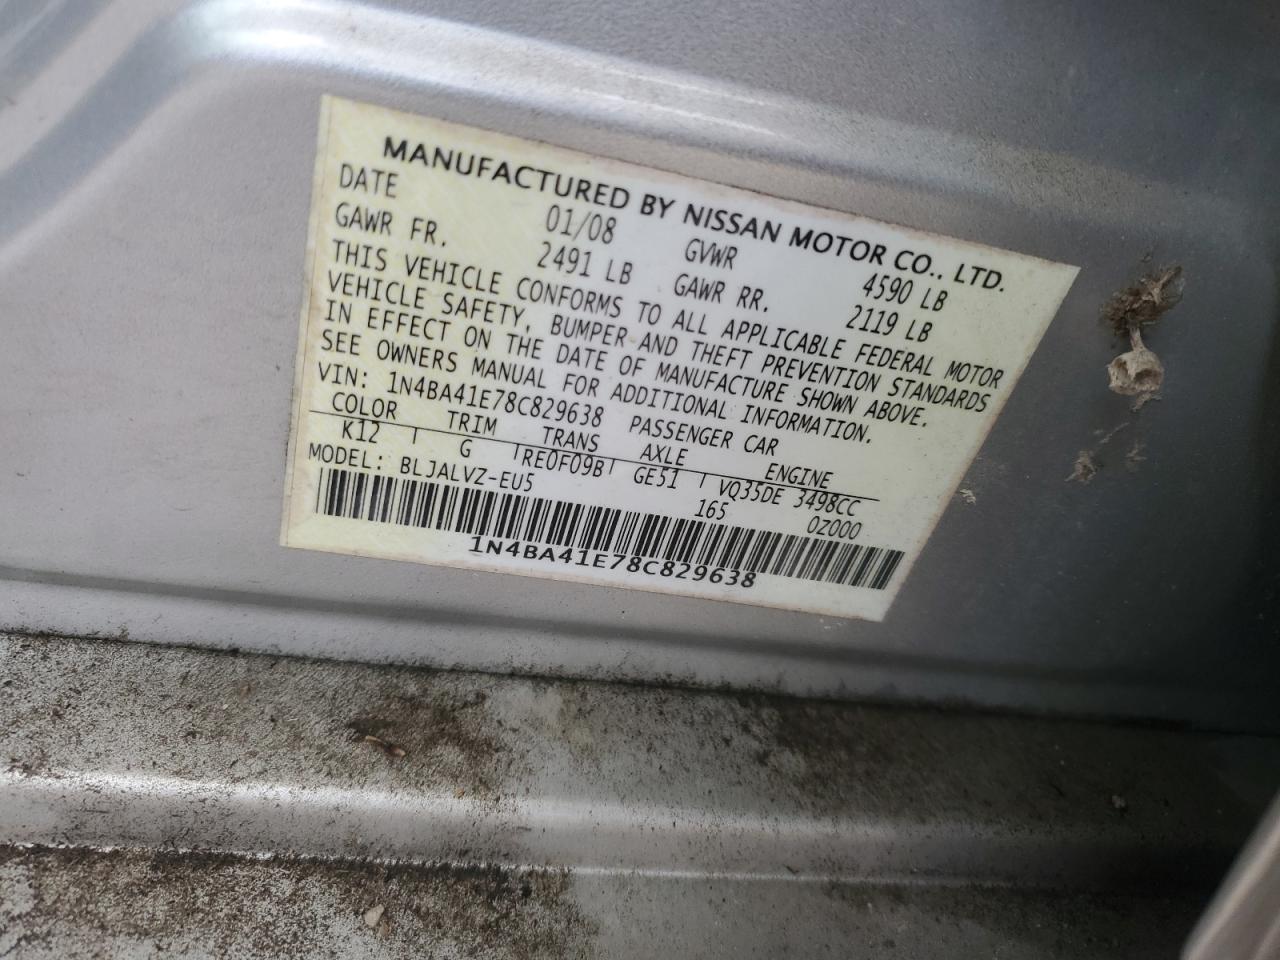 MANUFACTURED BY NISSAN MOTOR CO., LTD.
DATE 01/08 GVWR 4590 LB
GAWR FR. 2491 LB GAWR RR. 2119 LB
THIS VEHICLE CONFORMS TO ALL APPLICABLE FEDERAL MOTOR
VEHICLE SAFETY, BUMPER AND THEFT PREVENTION STANDARDS
IN EFFECT ON THE DATE OF MANUFACTURE SHOWN ABOVE.
SEE OWNERS MANUAL FOR ADDITIONAL INFORMATION.
VIN: 1N4BA41E78C829638 PASSENGER CAR
COLOR TRIM TRANS AXLE ENGINE
K12 G RE0F09B GE51 VQ35DE 3498CC
MODEL: BLJALVZ-EU5 165 0Z000
1N4BA41E78C829638